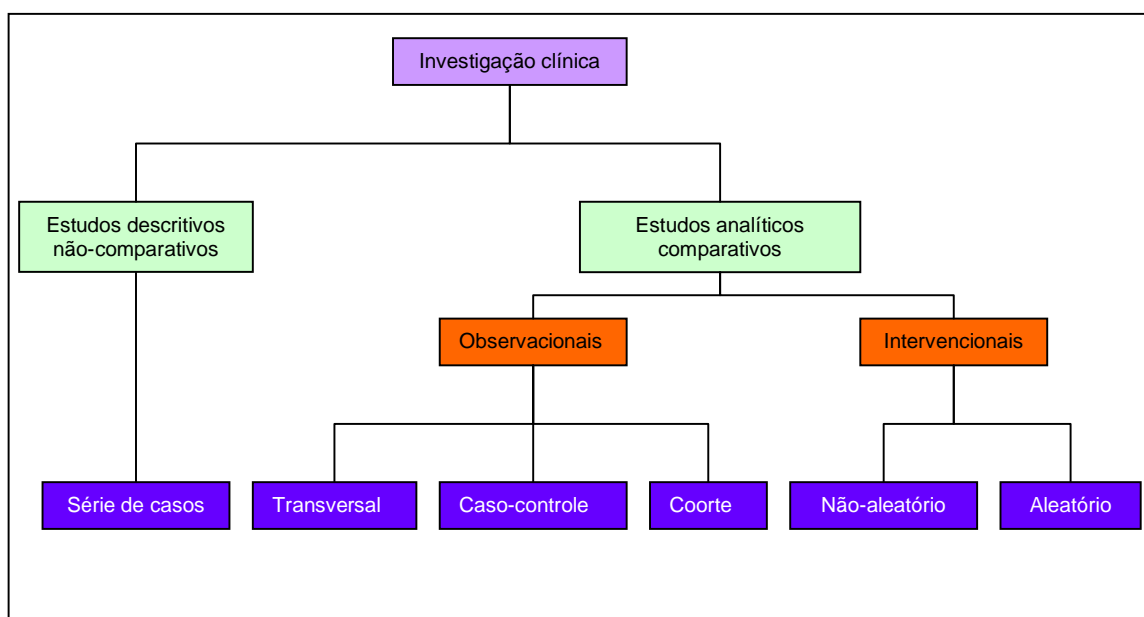 Investigação clínica
Estudos descritivos
não-comparativos
Estudos analíticos
comparativos
Observacionais
Intervencionais
Série de casos
Transversal
Caso-controle
Coorte
Não-aleatório
Aleatório